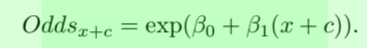 Odds_{x+c} = exp(β_0 + β_1(x + c)).